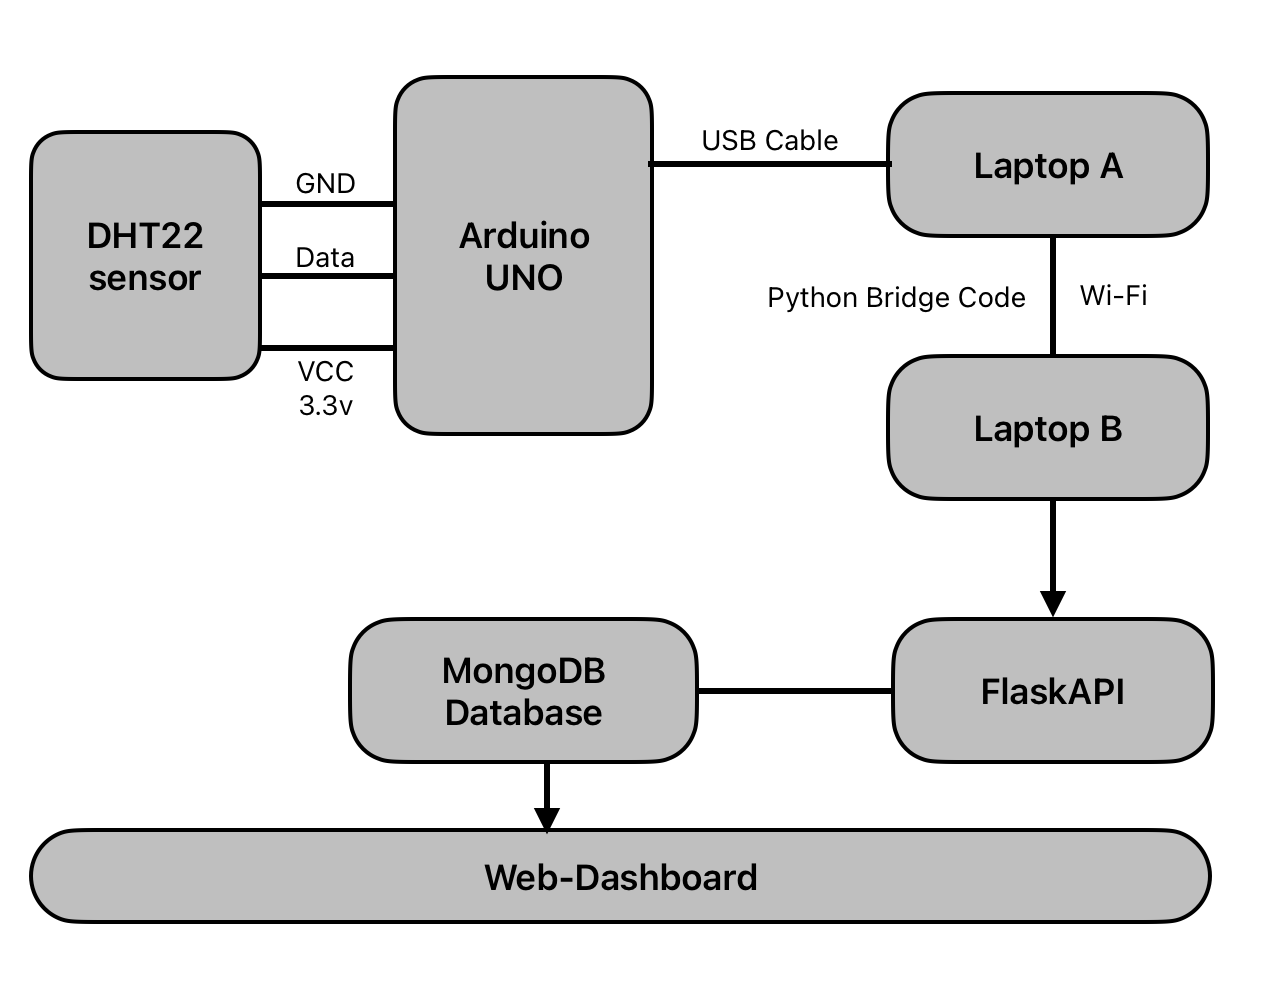 DHT22
sensor
GND
Data
VCC
3.3v
Arduino
UNO
USB Cable
Laptop A
Python Bridge Code
Wi-Fi
Laptop B
FlaskAPI
MongoDB
Database
Web-Dashboard